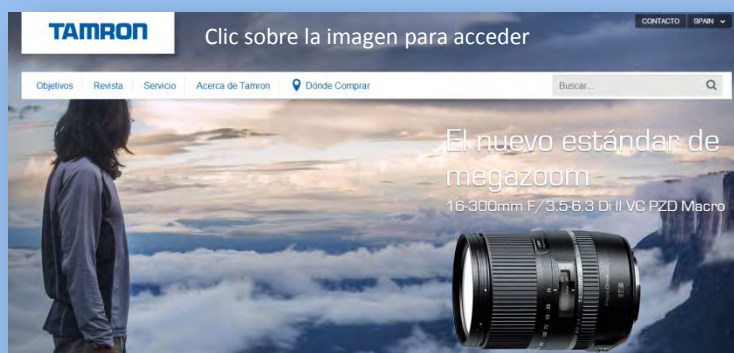 CONTACTO SPAIN
TAMRON
Clic sobre la imagen para acceder
Objetivos Revista Servicio Acerca de Tamron Dónde Comprar Buscar...
El nuevo estándar de
megazoom
16-300mm F/3.5-6.3 Di II VC PZD Macro